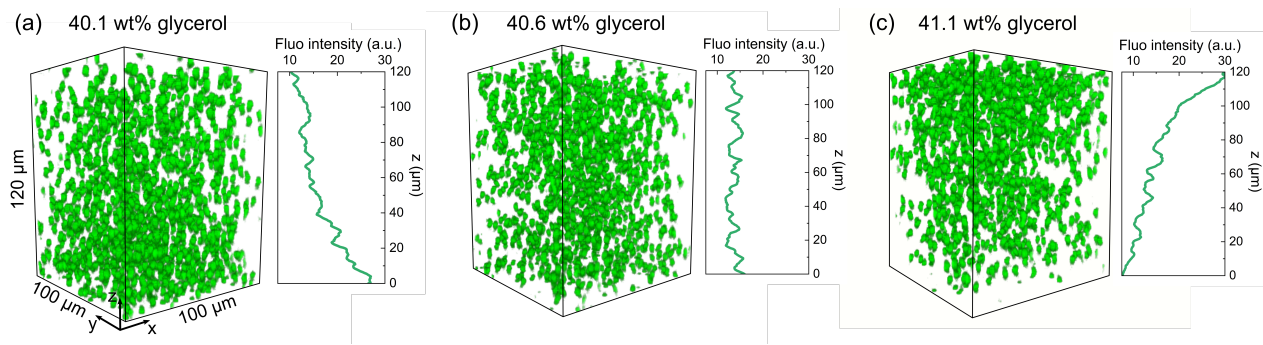 (a) 40.1 wt% glycerol
Fluo intensity (a.u.)
10 20 30
120
100
80
60
40
20
0
z (μm)
120 μm
100 μm
100 μm
z
y
x
(b) 40.6 wt% glycerol
Fluo intensity (a.u.)
10 20 30
120
100
80
60
40
20
0
z (μm)
(c) 41.1 wt% glycerol
Fluo intensity (a.u.)
10 20 30
120
100
80
60
40
20
0
z (μm)